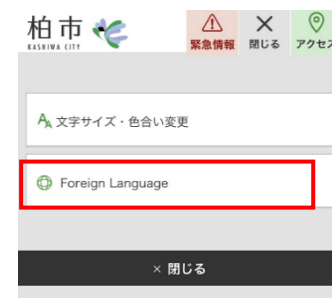 柏市
KASHIWA CITY
緊急情報
閉じる
アクセス
文字サイズ・色合い変更
Foreign Language
× 閉じる